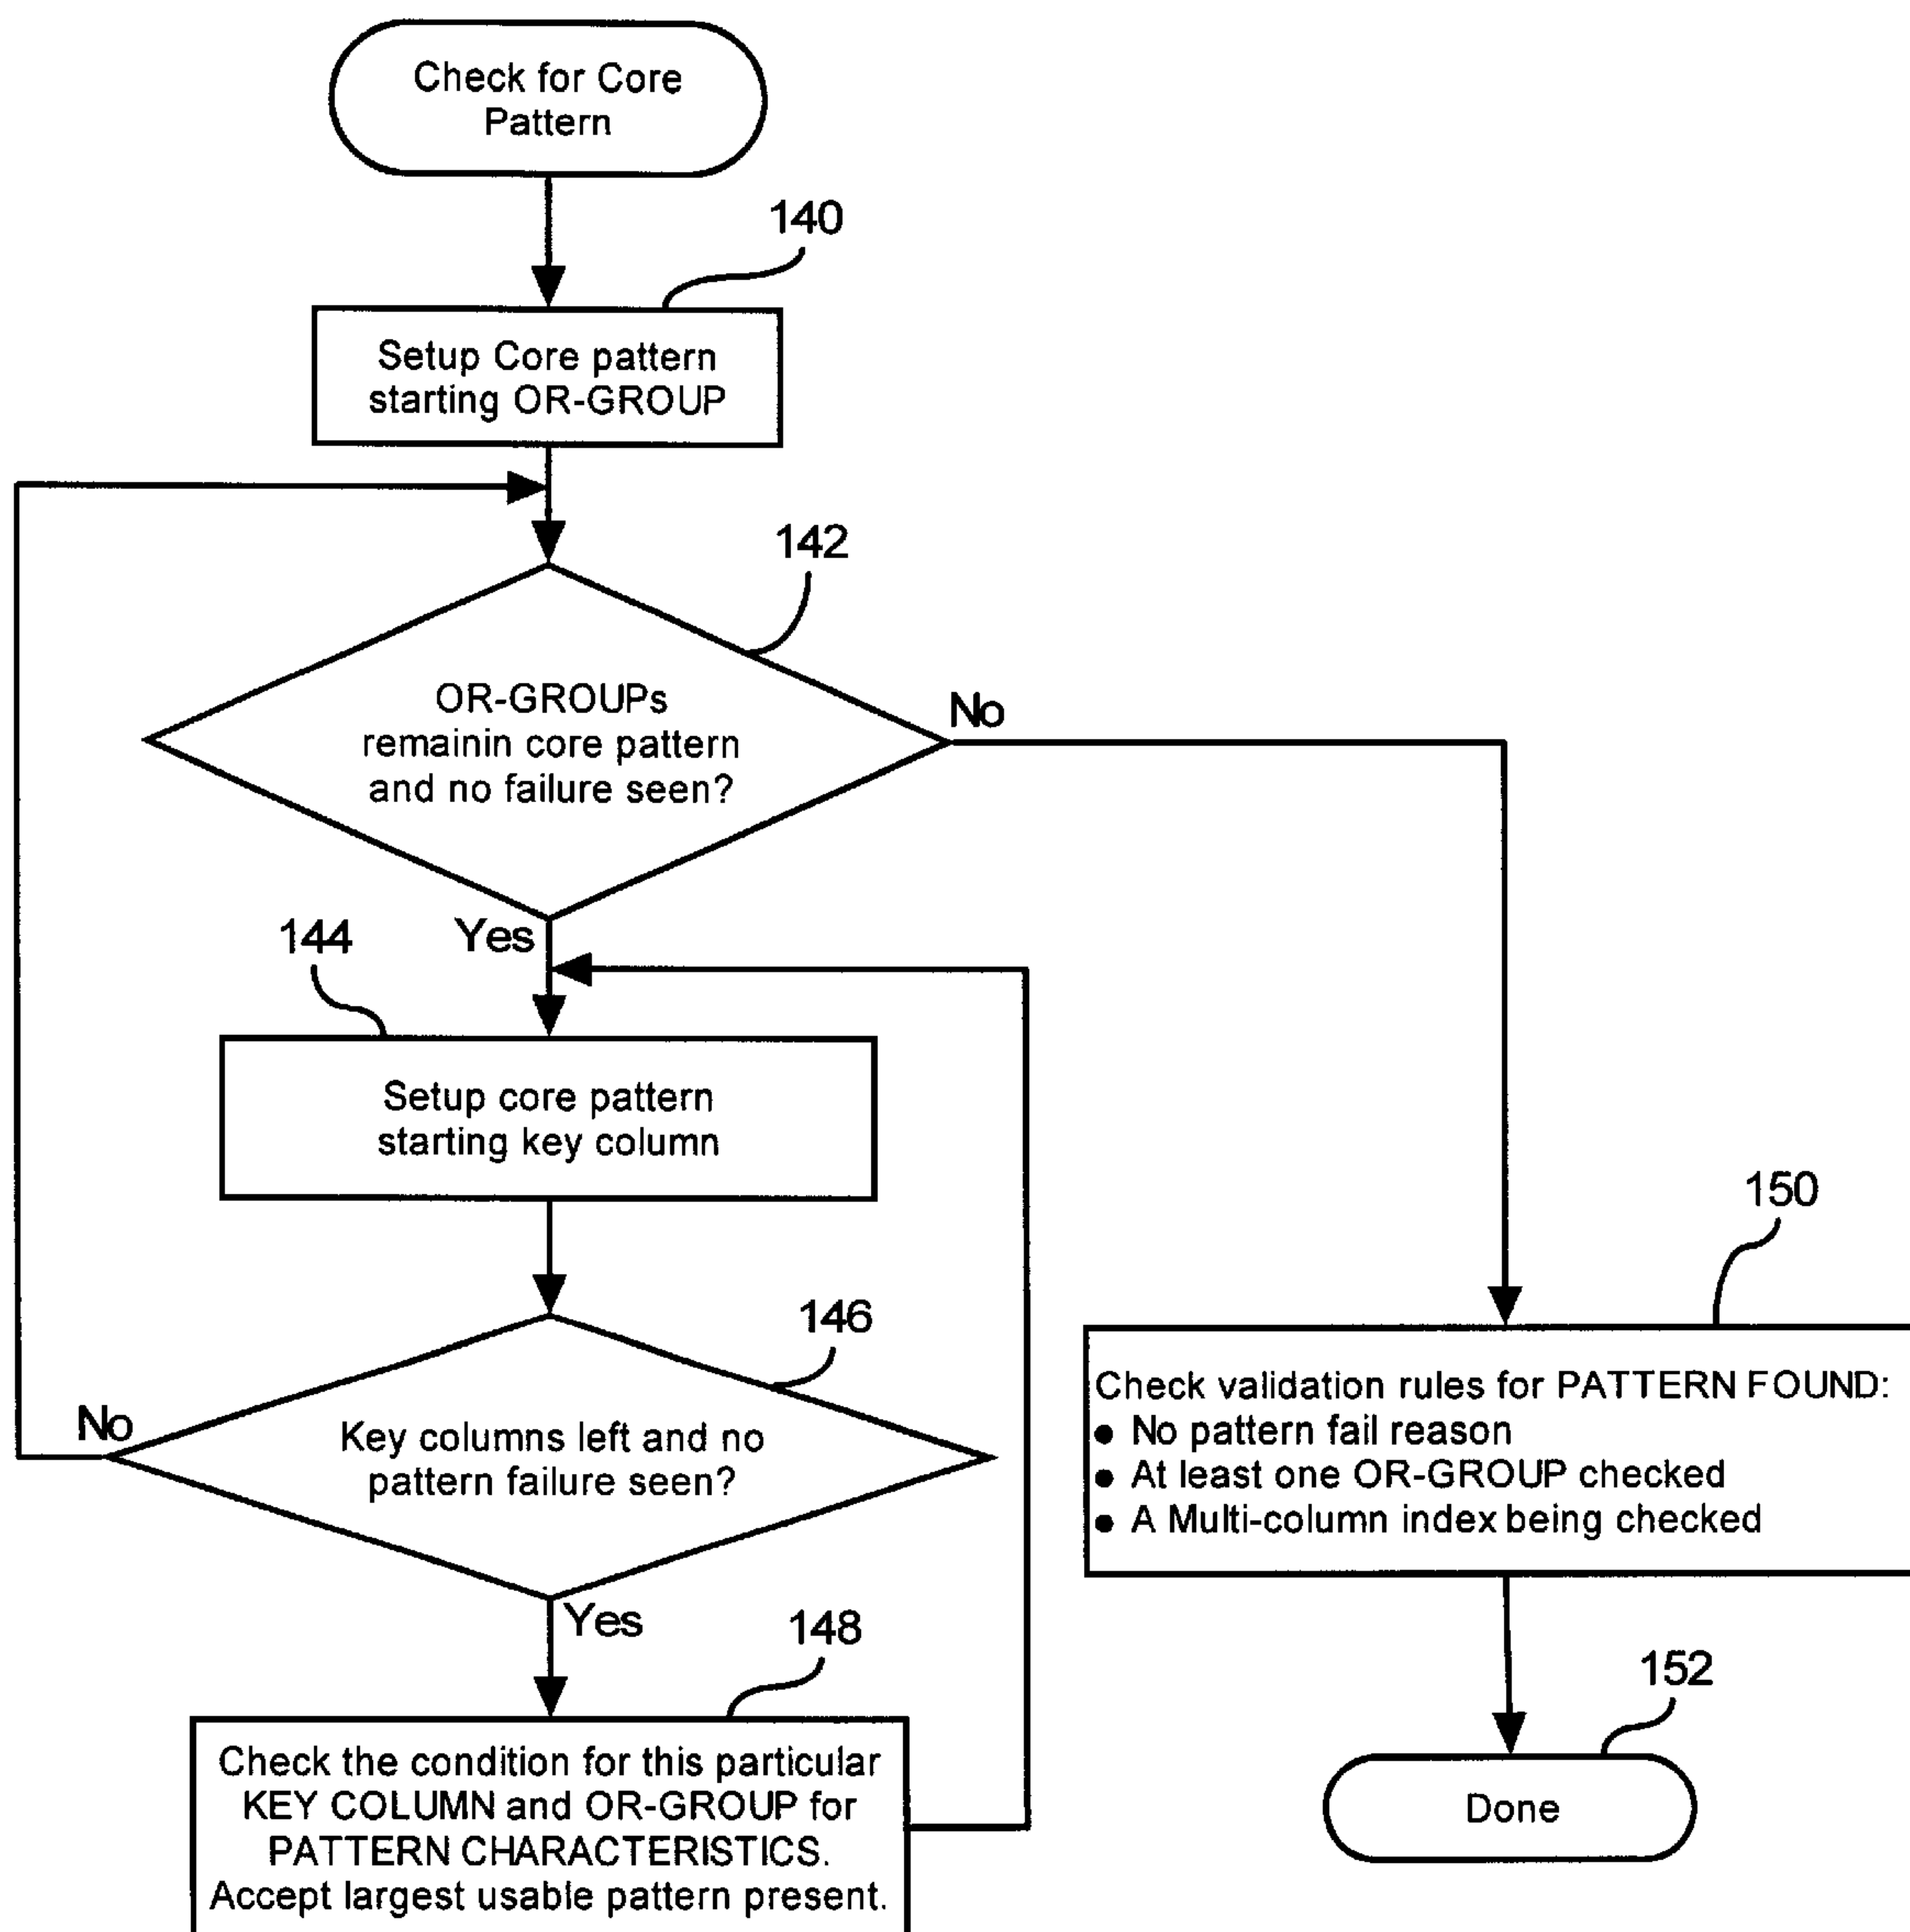 Check for Core
Pattern
140
Setup Core pattern
starting OR-GROUP
142
OR-GROUPs
remainin core pattern
and no failure seen?
No
Yes
144
Setup core pattern
starting key column
146
Key columns left and no
pattern failure seen?
No
Yes
148
Check the condition for this particular
KEY COLUMN and OR-GROUP for
PATTERN CHARACTERISTICS.
Accept largest usable pattern present.
150
Check validation rules for PATTERN FOUND:
• No pattern fail reason
• At least one OR-GROUP checked
• A Multi-column index being checked
152
Done